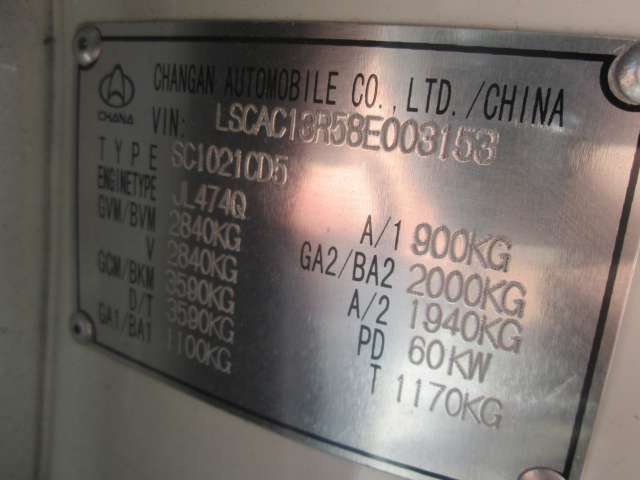 CHANA
CHANGAN AUTOMOBILE CO.,LTD./CHINA
VIN: LSCAC13R58E003153
TYPE SC1021CD5
ENGINETYPE JL474Q
GVM/BVM 2840KG
V 2840KG
GCM/BKM 3590KG
D/T 3590KG
GA1/BA1 1100KG
A/1 900KG
GA2/BA2 2000KG
A/2 1940KG
PD 60KW
T 1170KG